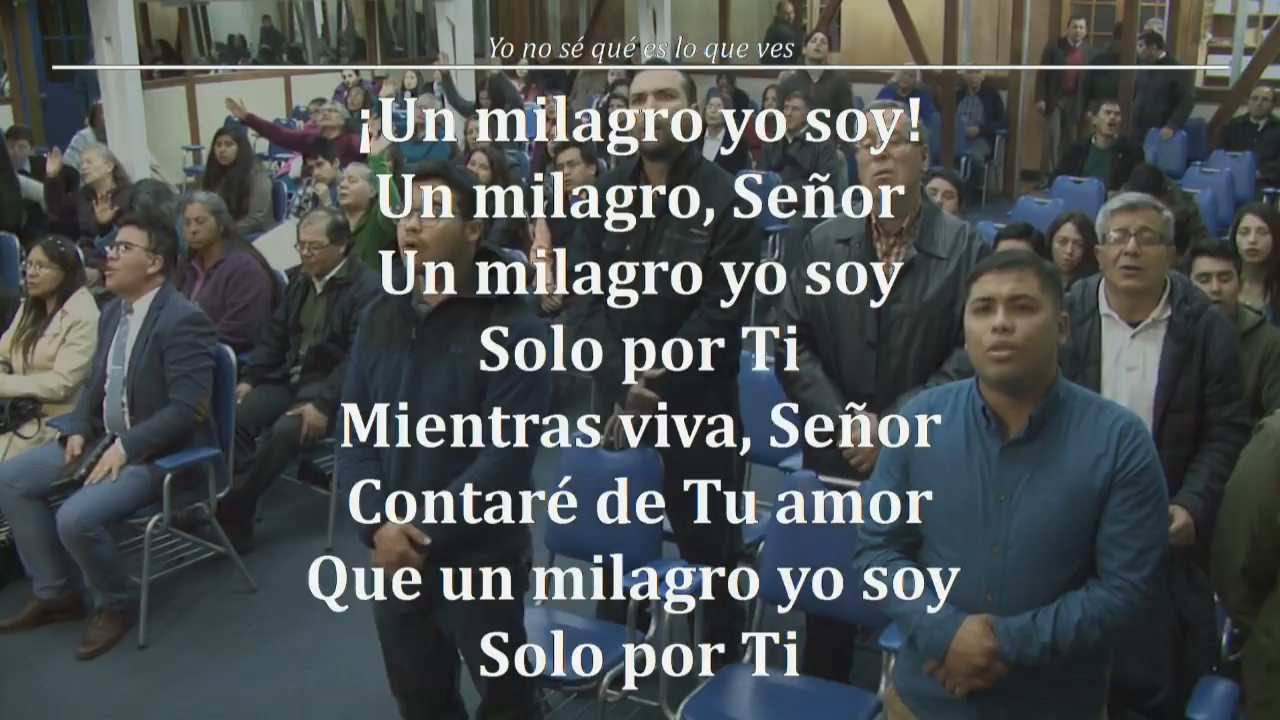 Yo no sé qué es lo que ves
¡Un milagro yo soy!
Un milagro, Señor
Un milagro yo soy
Solo por Ti
Mientras viva, Señor
Contaré de Tu amor
Que un milagro yo soy
Solo por Ti